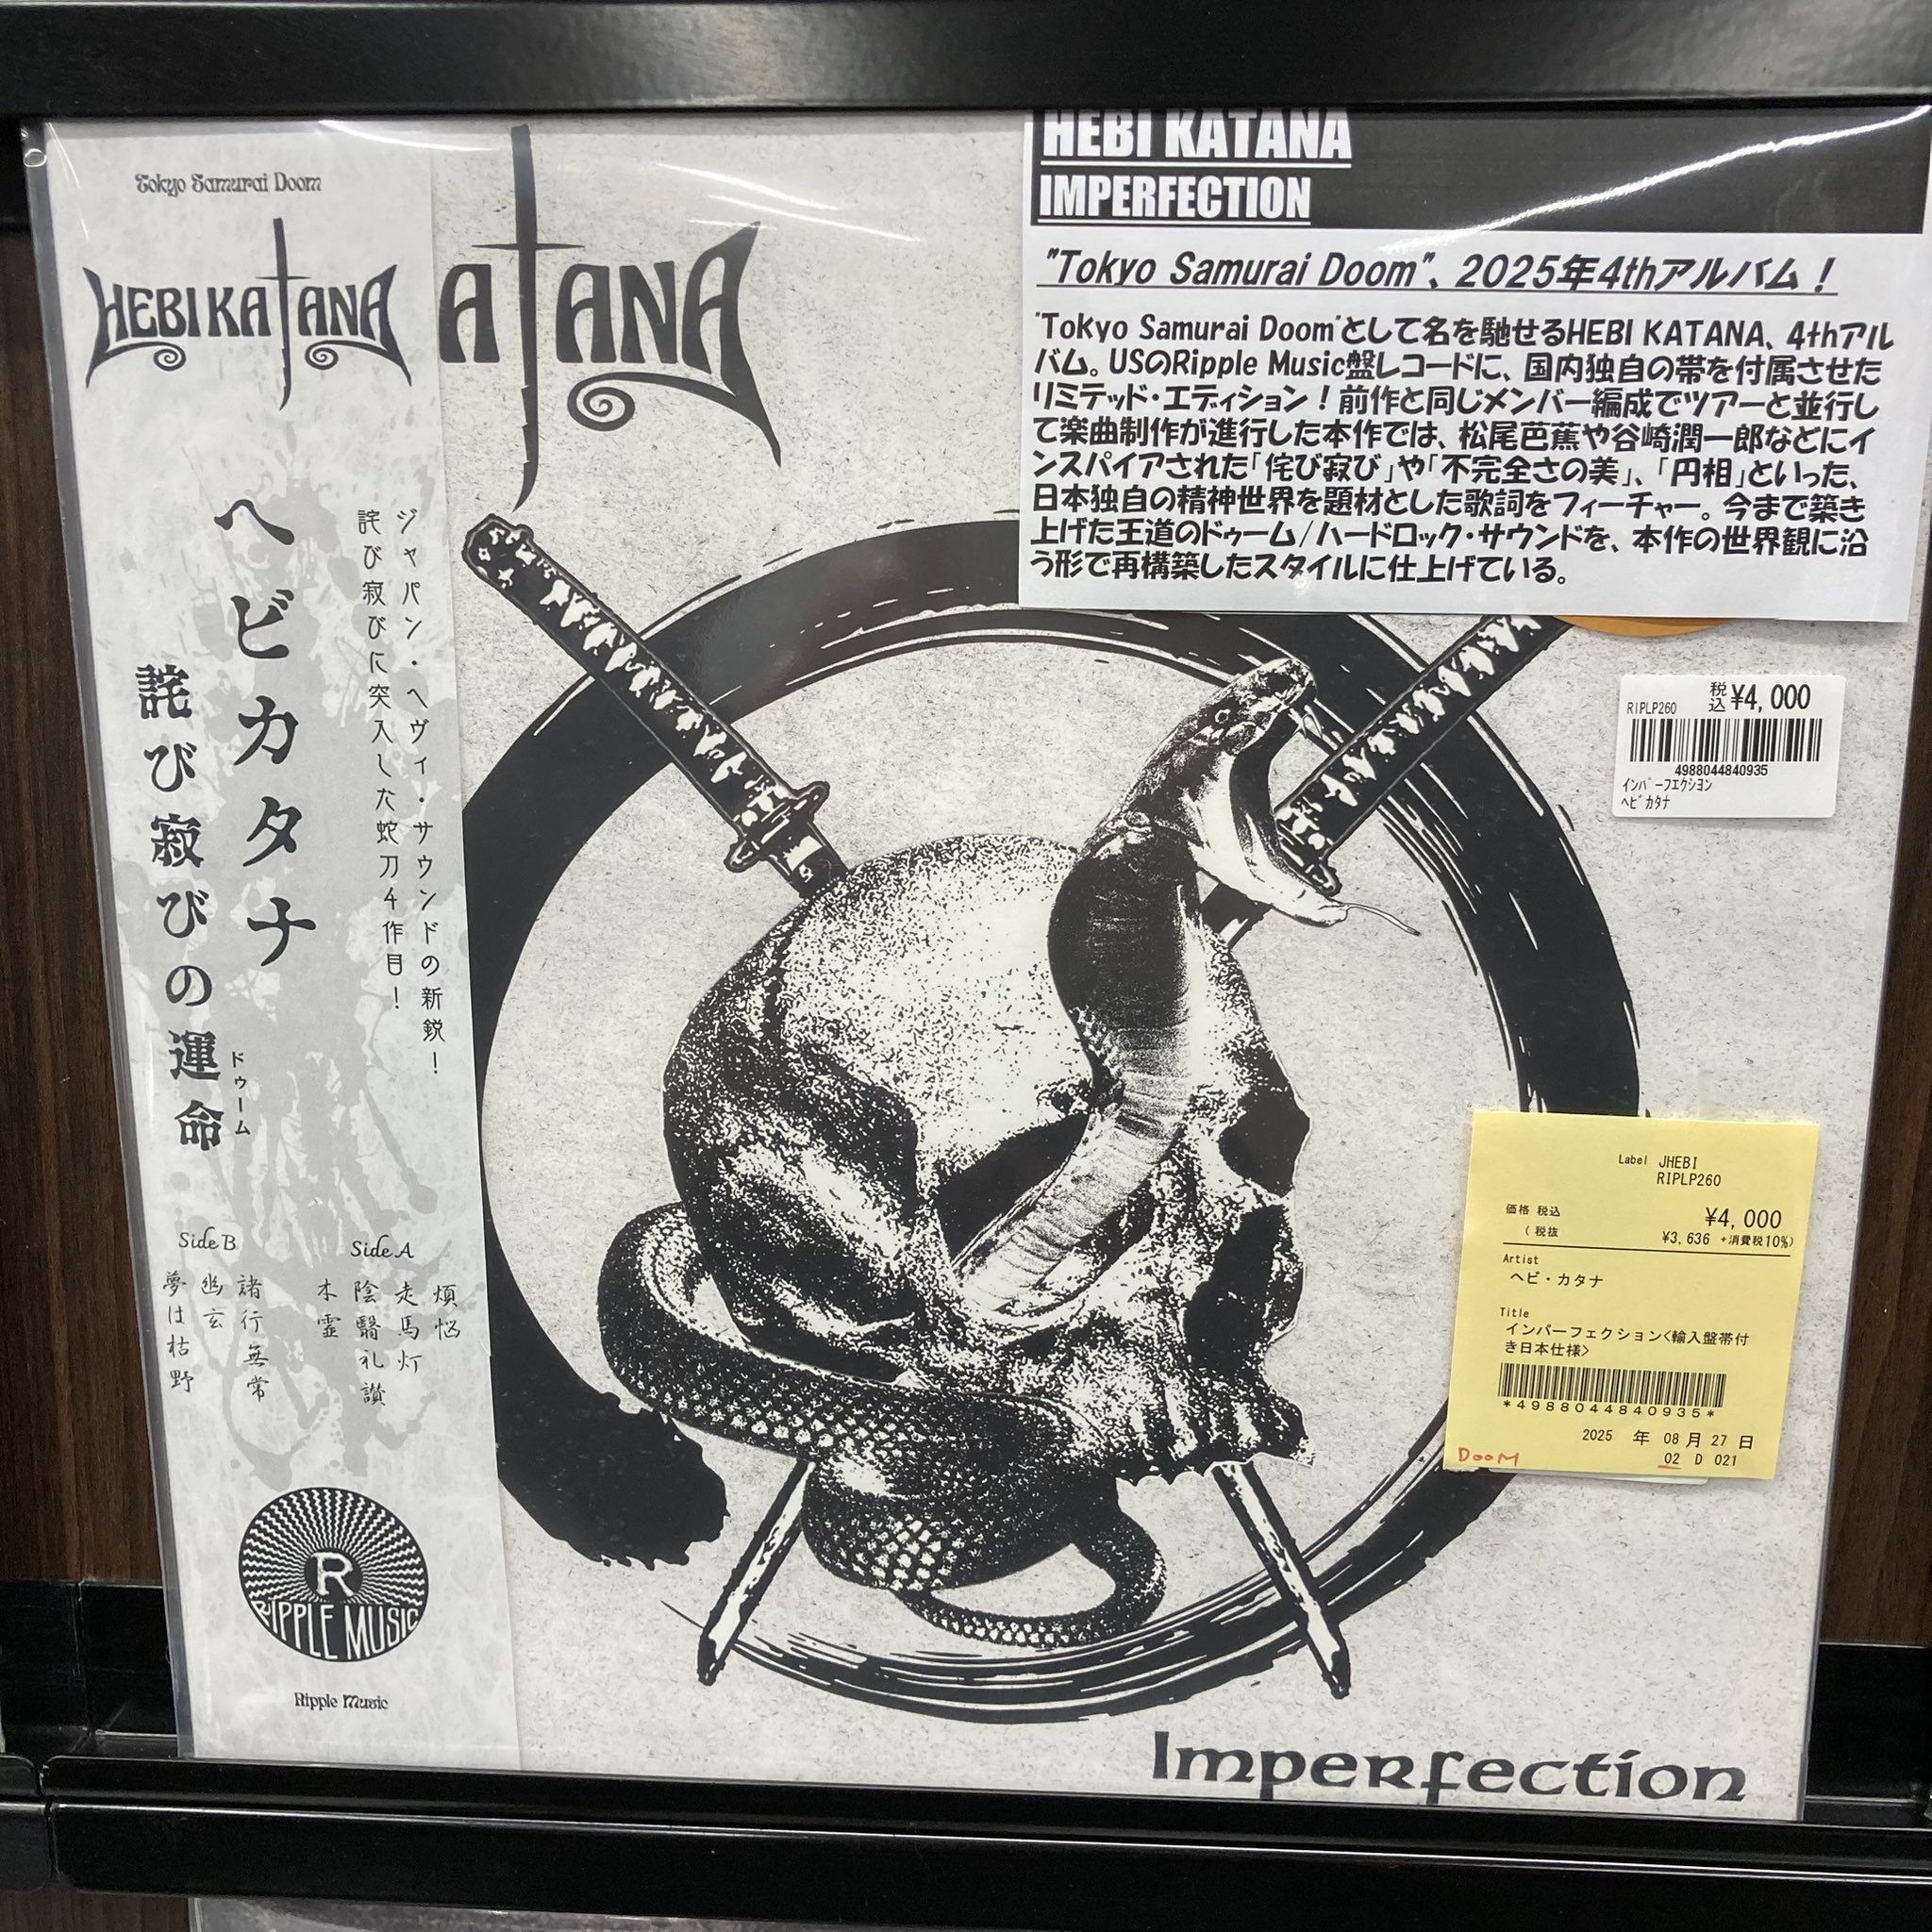 Tokyo Samurai Doom
HEBI KATANA
ジャパン・ヘヴィ・サウンドの新鋭！
詫び寂びに突入した蛇刀4作目！
ヘビカタナ
詫び寂びの運命
ドゥーム
Side A
煩悩
走馬灯
陰翳礼讃
木霊
Side B
諸行無常
幽玄
夢は枯野
R
RIPPLE MUSIC
Ripple Music
ATANA
HEBI KATANA
IMPERFECTION
"Tokyo Samurai Doom"、2025年4thアルバム！
"Tokyo Samurai Doom"として名を馳せるHEBI KATANA、4thアル
バム。USのRipple Music盤レコードに、国内独自の帯を付属させた
リミテッド・エディション！前作と同じメンバー編成でツアーと並行し
て楽曲制作が進行した本作では、松尾芭蕉や谷崎潤一郎などにイ
ンスパイアされた「侘び寂び」や「不完全さの美」、「円相」といった、
日本独自の精神世界を題材とした歌詞をフィーチャー。今まで築き
上げた王道のドゥーム/ハードロック・サウンドを、本作の世界観に沿
う形で再構築したスタイルに仕上げている。
RIPLP260 税込 ¥4,000
4988044840935
インパーフェクション
ヘビカタナ
Label JHEBI
RIPLP260
価格 税込 ¥4,000
(税抜 ¥3,636 +消費税10%)
Artist
ヘビ・カタナ
Title
インパーフェクション<輸入盤帯付
き日本仕様>
*4988044840935*
2025 年 08 月 27 日
DOOM 02 D 021
Imperfection